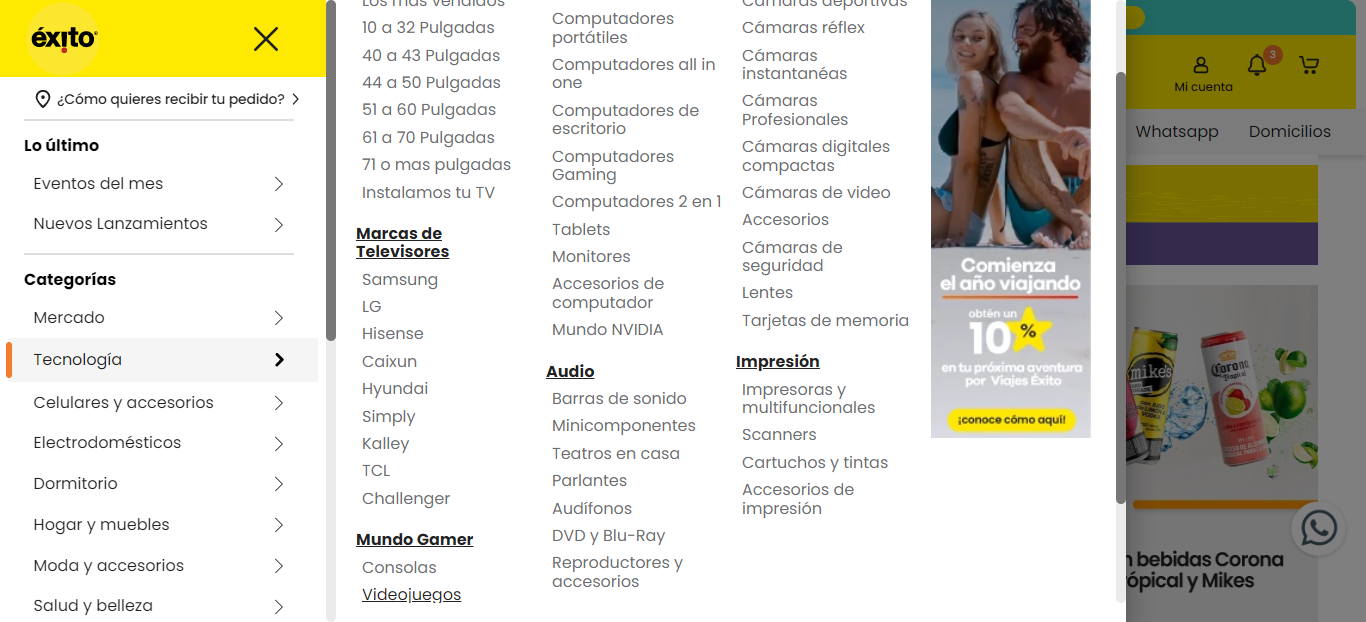 éxito
¿Cómo quieres recibir tu pedido?
Lo último
Eventos del mes
Nuevos Lanzamientos
Categorías
Mercado
Tecnología
Celulares y accesorios
Electrodomésticos
Dormitorio
Hogar y muebles
Moda y accesorios
Salud y belleza
Los más vendidos
10 a 32 Pulgadas
40 a 43 Pulgadas
44 a 50 Pulgadas
51 a 60 Pulgadas
61 a 70 Pulgadas
71 o mas pulgadas
Instalamos tu TV
Marcas de
Televisores
Samsung
LG
Hisense
Caixun
Hyundai
Simply
Kalley
TCL
Challenger
Mundo Gamer
Consolas
Videojuegos
Computadores
portátiles
Computadores all in
one
Computadores de
escritorio
Computadores
Gaming
Computadores 2 en 1
Tablets
Monitores
Accesorios de
computador
Mundo NVIDIA
Audio
Barras de sonido
Minicomponentes
Teatros en casa
Parlantes
Audífonos
DVD y Blu-Ray
Reproductores y
accesorios
Cámaras deportivas
Cámaras réflex
Cámaras
instantanéas
Cámaras
Profesionales
Cámaras digitales
compactas
Cámaras de video
Accesorios
Cámaras de
seguridad
Lentes
Tarjetas de memoria
Impresión
Impresoras y
multifuncionales
Scanners
Cartuchos y tintas
Accesorios de
impresión
Comienza
el año viajando
obtén un
10%
en tu próxima aventura
por Viajes Éxito
¡conoce cómo aquí!
3
Mi cuenta
Whatsapp
Domicilios
mike's
Corona
Tropical
n bebidas Corona
rópical y Mikes